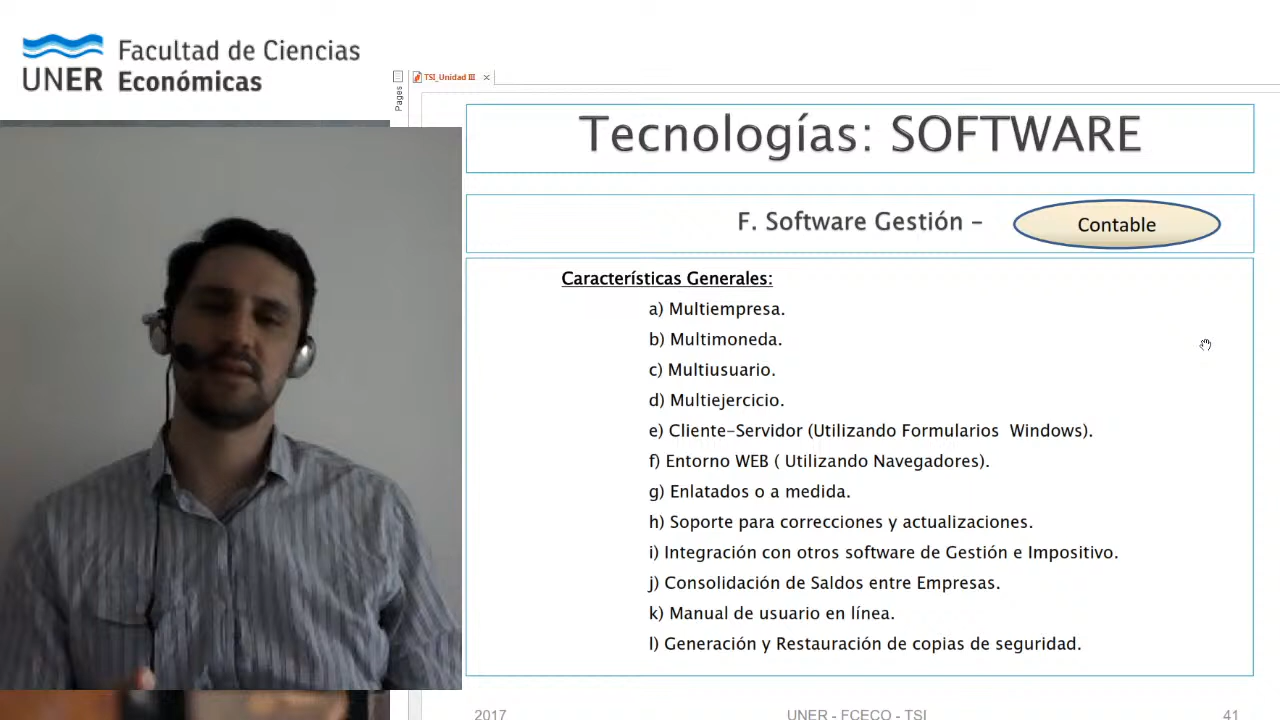 Facultad de Ciencias
UNER Económicas
TSI_Unidad III
Pages
Tecnologías: SOFTWARE
F. Software Gestión -
Contable
Características Generales:
a) Multiempresa.
b) Multimoneda.
c) Multiusuario.
d) Multiejercicio.
e) Cliente-Servidor (Utilizando Formularios Windows).
f) Entorno WEB ( Utilizando Navegadores).
g) Enlatados o a medida.
h) Soporte para correcciones y actualizaciones.
i) Integración con otros software de Gestión e Impositivo.
j) Consolidación de Saldos entre Empresas.
k) Manual de usuario en línea.
l) Generación y Restauración de copias de seguridad.
2017 UNER - FCECO - TSI 41